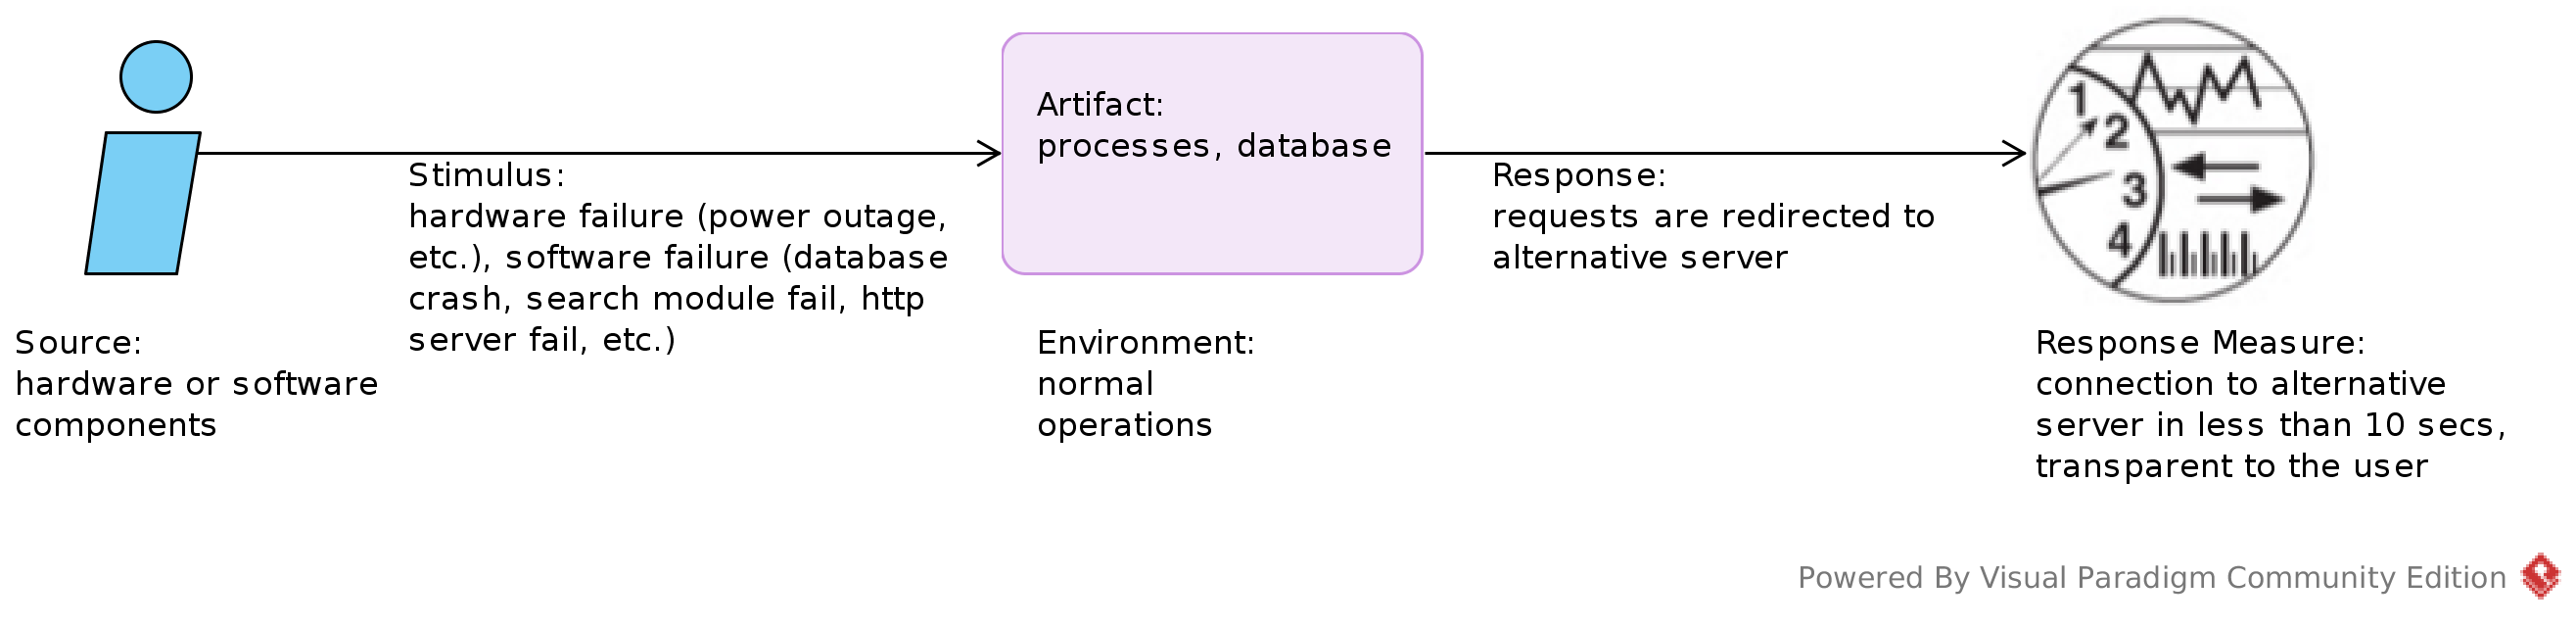 Artifact:
processes, database
Stimulus:
hardware failure (power outage,
etc.), software failure (database
crash, search module fail, http
server fail, etc.)
Response:
requests are redirected to
alternative server
1
2
3
4
Source:
hardware or software
components
Environment:
normal
operations
Response Measure:
connection to alternative
server in less than 10 secs,
transparent to the user
Powered By Visual Paradigm Community Edition